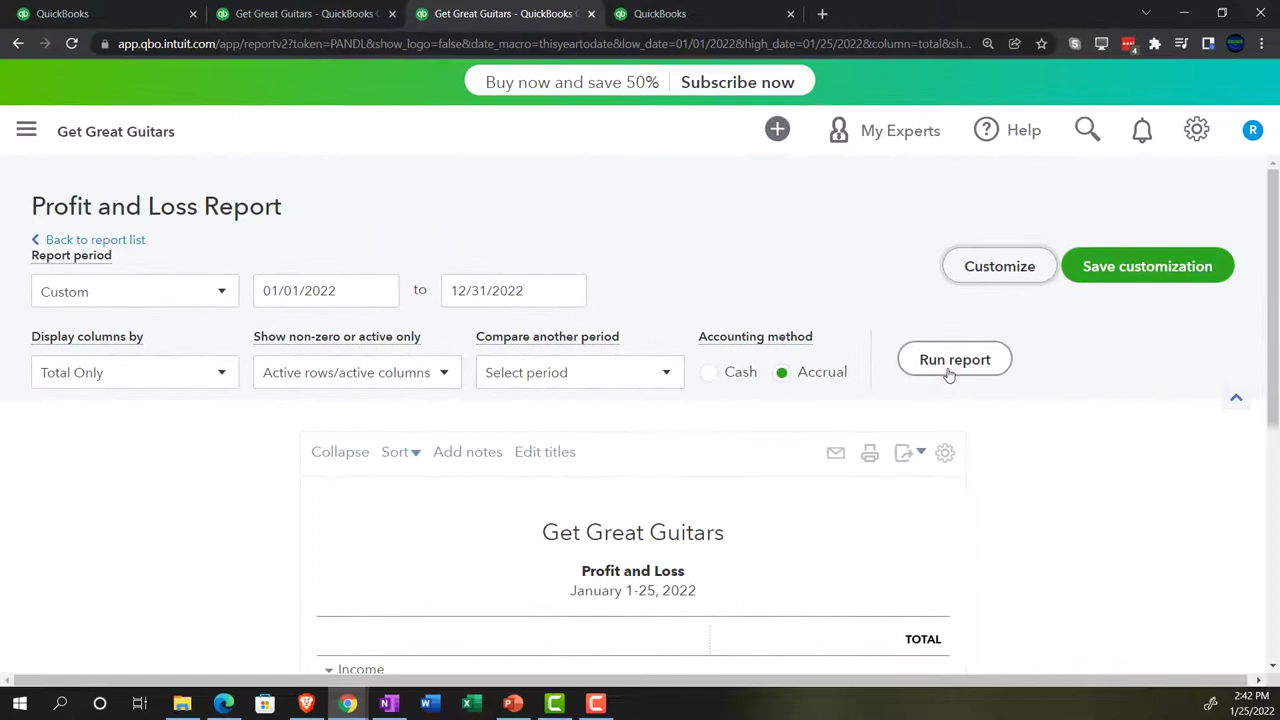 QuickBooks
Get Great Guitars - QuickBooks C
Get Great Guitars - QuickBooks C
QuickBooks
app.qbo.intuit.com/app/reportv2?token=PANDL&show_logo=false&date_macro=thisyeartodate&low_date=01/01/2022&high_date=01/25/2022&column=total&sh...
4
Buy now and save 50%
Subscribe now
Get Great Guitars
My Experts
Help
R
Profit and Loss Report
Back to report list
Report period
Customize
Save customization
Custom
01/01/2022
to
12/31/2022
Display columns by
Show non-zero or active only
Compare another period
Accounting method
Total Only
Active rows/active columns
Select period
Cash
Accrual
Run report
Collapse
Sort
Add notes
Edit titles
Get Great Guitars
Profit and Loss
January 1-25, 2022
TOTAL
Income
2:42 PM
1/25/2022